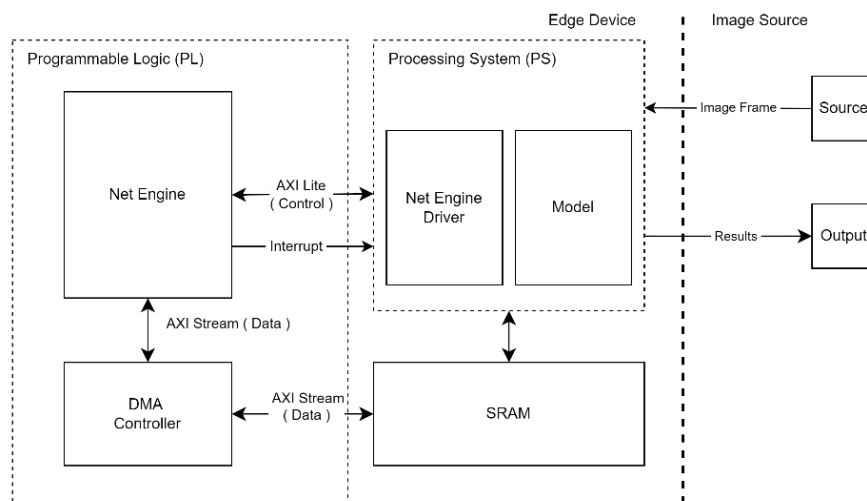 Edge Device
Image Source
Programmable Logic (PL)
Processing System (PS)
Net Engine
AXI Lite
( Control )
Interrupt
Net Engine
Driver
Model
Image Frame
Source
Results
Output
AXI Stream ( Data )
DMA
Controller
AXI Stream
( Data )
SRAM